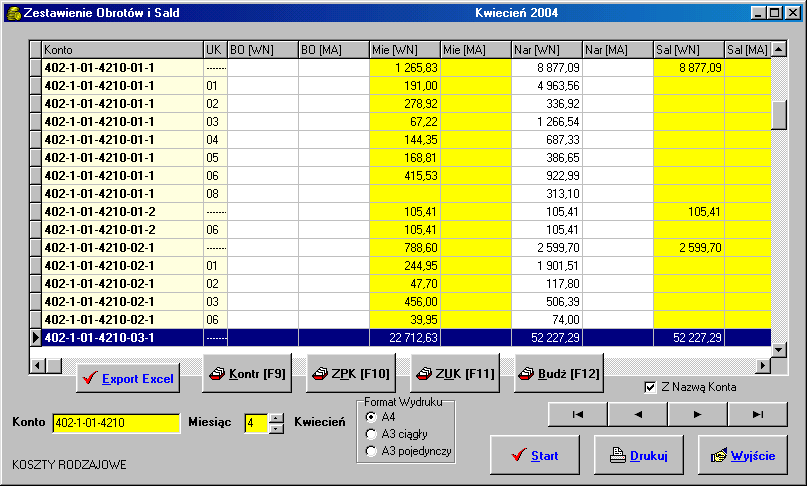 Zestawienie Obrotów i Sald Kwiecień 2004
Konto UK BO [WN] BO [MA] Mie [WN] Mie [MA] Nar [WN] Nar [MA] Sal [WN] Sal [MA]
402-1-01-4210-01-1 ------ 1 265,83 8 877,09 8 877,09
402-1-01-4210-01-1 01 191,00 4 963,56
402-1-01-4210-01-1 02 278,92 336,92
402-1-01-4210-01-1 03 67,22 1 266,54
402-1-01-4210-01-1 04 144,35 687,33
402-1-01-4210-01-1 05 168,81 386,65
402-1-01-4210-01-1 06 415,53 922,99
402-1-01-4210-01-1 08 313,10
402-1-01-4210-01-2 ------ 105,41 105,41 105,41
402-1-01-4210-01-2 06 105,41 105,41
402-1-01-4210-02-1 ------ 788,60 2 599,70 2 599,70
402-1-01-4210-02-1 01 244,95 1 901,51
402-1-01-4210-02-1 02 47,70 117,80
402-1-01-4210-02-1 03 456,00 506,39
402-1-01-4210-02-1 06 39,95 74,00
402-1-01-4210-03-1 ------ 22 712,63 52 227,29 52 227,29
Export Excel Kontr [F9] ZPK [F10] ZUK [F11] Budż [F12] Z Nazwą Konta
Konto 402-1-01-4210 Miesiąc 4 Kwiecień
Format Wydruku
A4
A3 ciągły
A3 pojedynczy
Start Drukuj Wyjście
KOSZTY RODZAJOWE